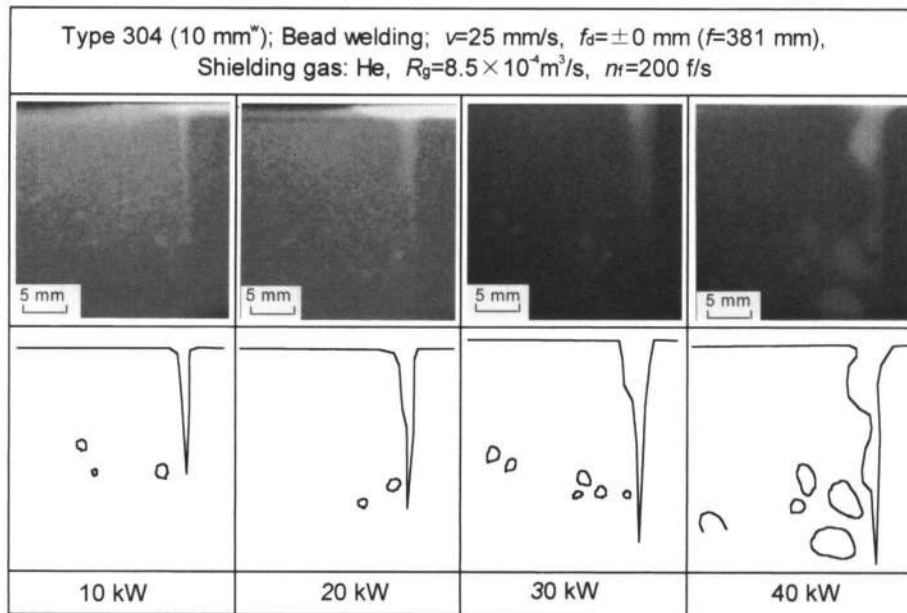 Type 304 (10 mmʷ); Bead welding; v=25 mm/s, fd=±0 mm (f=381 mm),
Shielding gas: He, Rg=8.5×10⁻⁴m³/s, nf=200 f/s
5 mm
5 mm
5 mm
5 mm
10 kW
20 kW
30 kW
40 kW